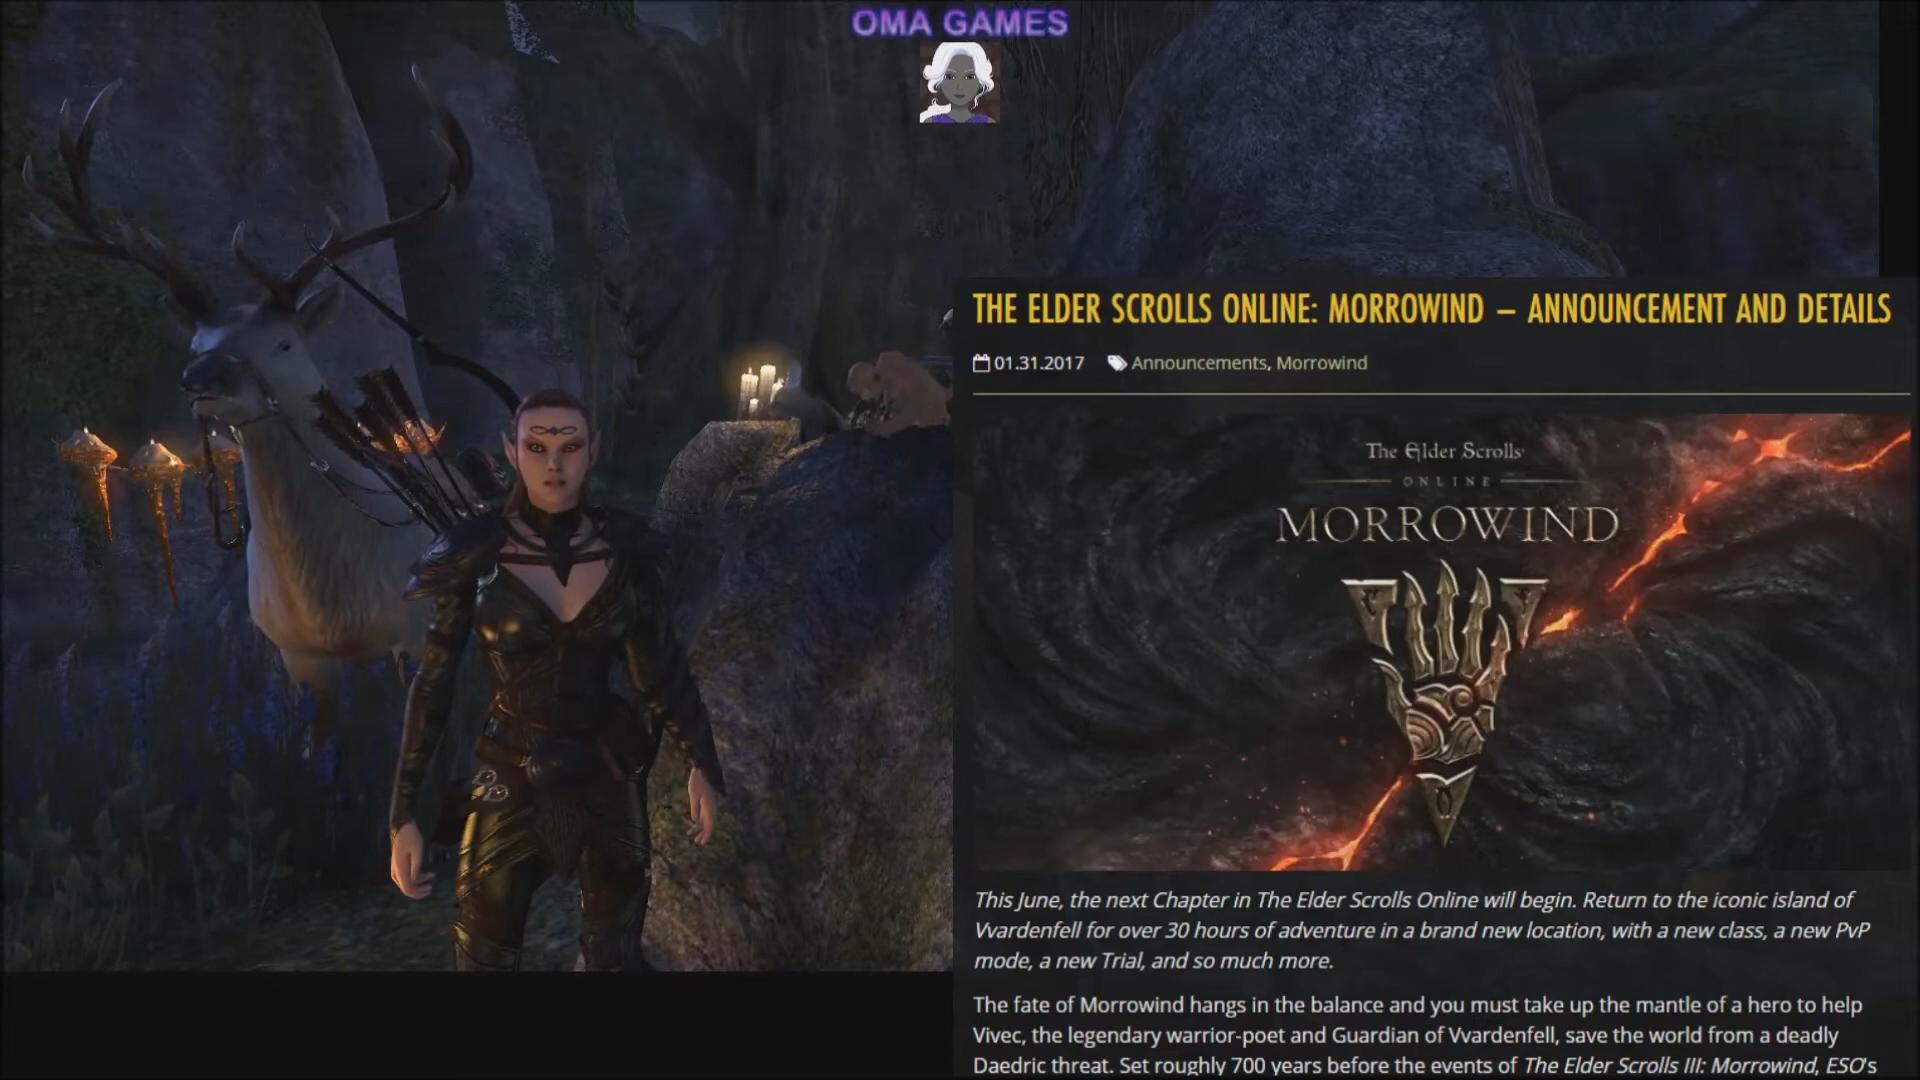 OMA GAMES
THE ELDER SCROLLS ONLINE: MORROWIND – ANNOUNCEMENT AND DETAILS
01.31.2017 Announcements, Morrowind
The Elder Scrolls
ONLINE
MORROWIND
This June, the next Chapter in The Elder Scrolls Online will begin. Return to the iconic island of
Vvardenfell for over 30 hours of adventure in a brand new location, with a new class, a new PvP
mode, a new Trial, and so much more.
The fate of Morrowind hangs in the balance and you must take up the mantle of a hero to help
Vivec, the legendary warrior-poet and Guardian of Vvardenfell, save the world from a deadly
Daedric threat. Set roughly 700 years before the events of The Elder Scrolls III: Morrowind, ESO's